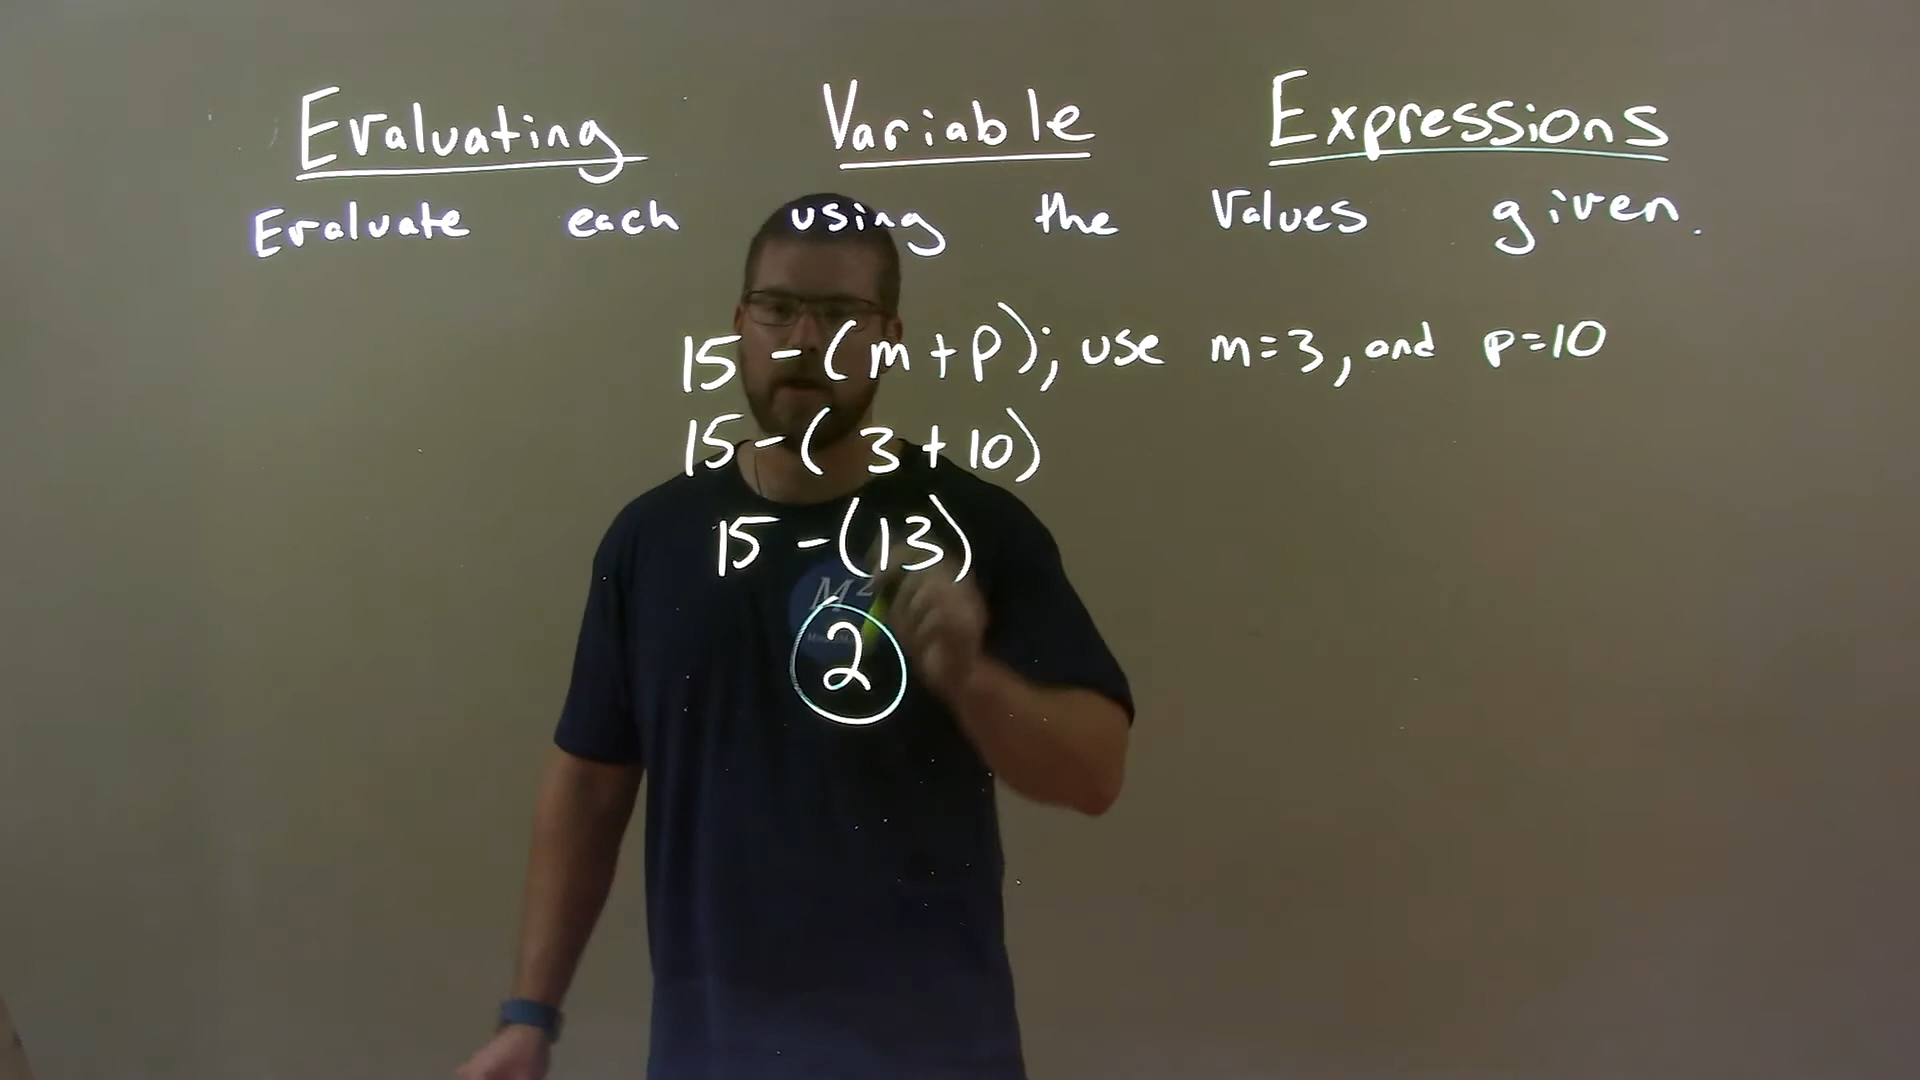 Evaluating Variable Expressions
Evaluate each using the values given.
15 - (m + p); use m=3, and p=10
15 - (3 + 10)
15 - (13)
M²
2